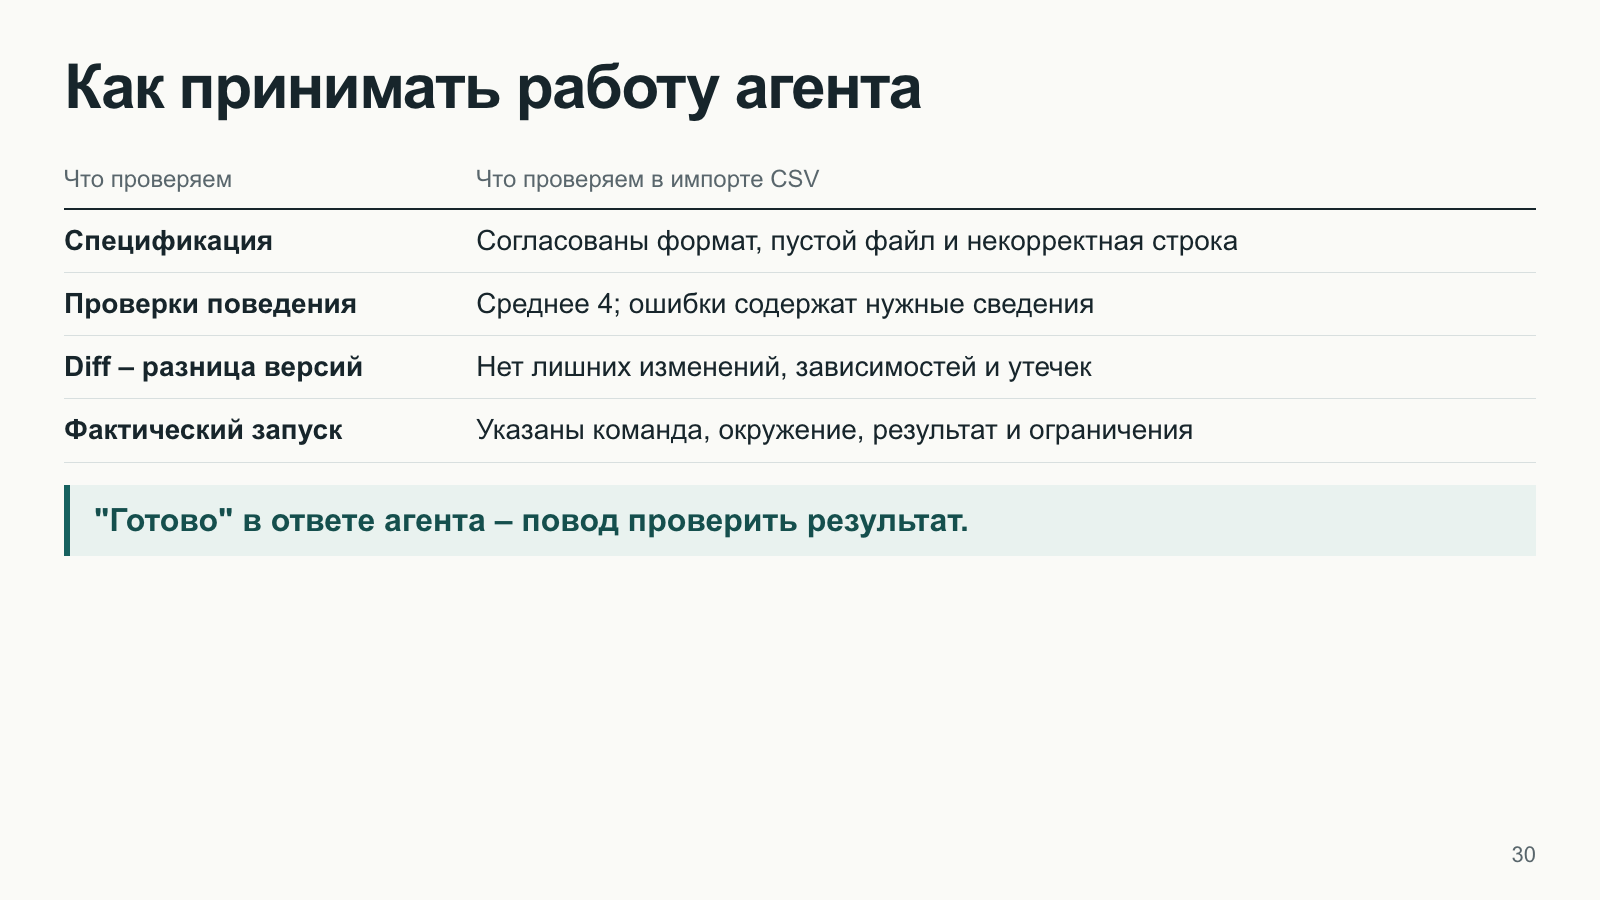 Как принимать работу агента
Что проверяем
Что проверяем в импорте CSV
Спецификация
Согласованы формат, пустой файл и некорректная строка
Проверки поведения
Среднее 4; ошибки содержат нужные сведения
Diff – разница версий
Нет лишних изменений, зависимостей и утечек
Фактический запуск
Указаны команда, окружение, результат и ограничения
"Готово" в ответе агента – повод проверить результат.
30